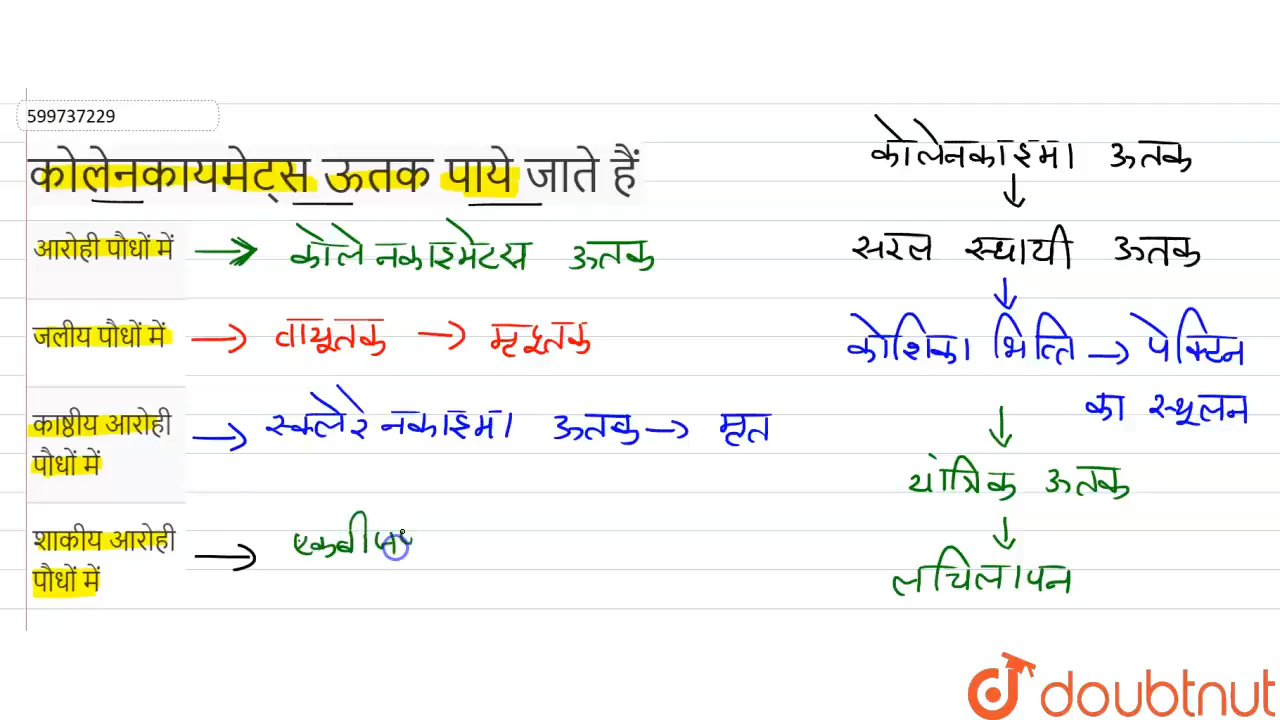 599737229
कोलेनकायमेट्स ऊतक पाये जाते हैं
आरोही पौधों में → कोलेनकाइमेटस ऊतक
जलीय पौधों में → वायूतक → मृदूतक
काष्ठीय आरोही
पौधों में → स्क्लेरेनकाइमा ऊतक → मृत
शाकीय आरोही
पौधों में →
कोलेनकाइमा ऊतक
↓
सरल स्थायी ऊतक
↓
कोशिका भित्ति → पेक्टिन
का स्थूलन
↓
यांत्रिक ऊतक
↓
लचिलापन
doubtnut